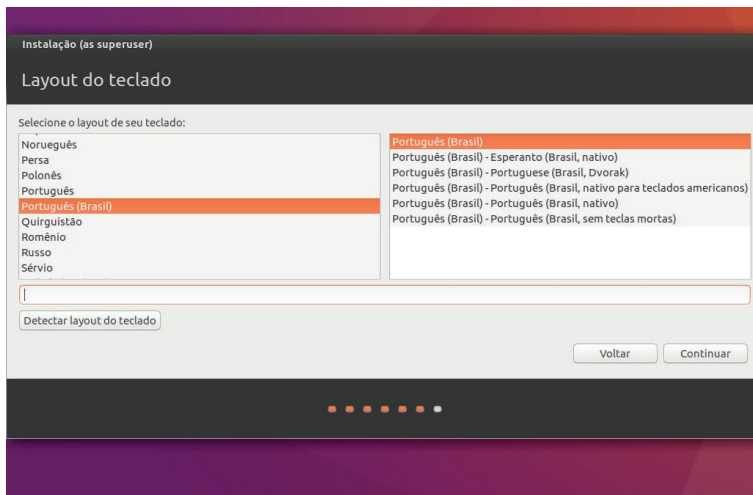 Instalação (as superuser)
Layout do teclado
Selecione o layout de seu teclado:
Norueguês
Persa
Polonês
Português
Português (Brasil)
Quirguistão
Romênio
Russo
Sérvio
Português (Brasil)
Português (Brasil) - Esperanto (Brasil, nativo)
Português (Brasil) - Portuguese (Brasil, Dvorak)
Português (Brasil) - Português (Brasil, nativo para teclados americanos)
Português (Brasil) - Português (Brasil, nativo)
Português (Brasil) - Português (Brasil, sem teclas mortas)
Detectar layout do teclado
Voltar
Continuar